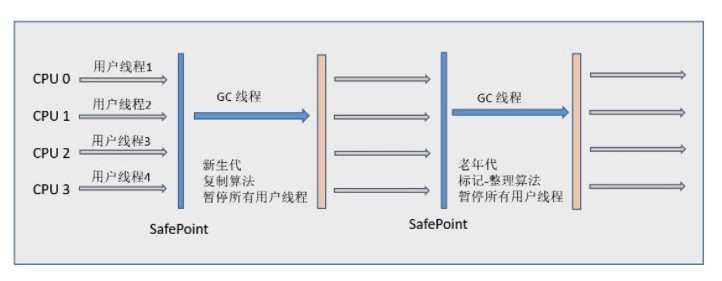 CPU 0
用户线程1
CPU 1
用户线程2
CPU 2
用户线程3
CPU 3
用户线程4
SafePoint
GC 线程
新生代
复制算法
暂停所有用户线程
SafePoint
GC 线程
老年代
标记-整理算法
暂停所有用户线程